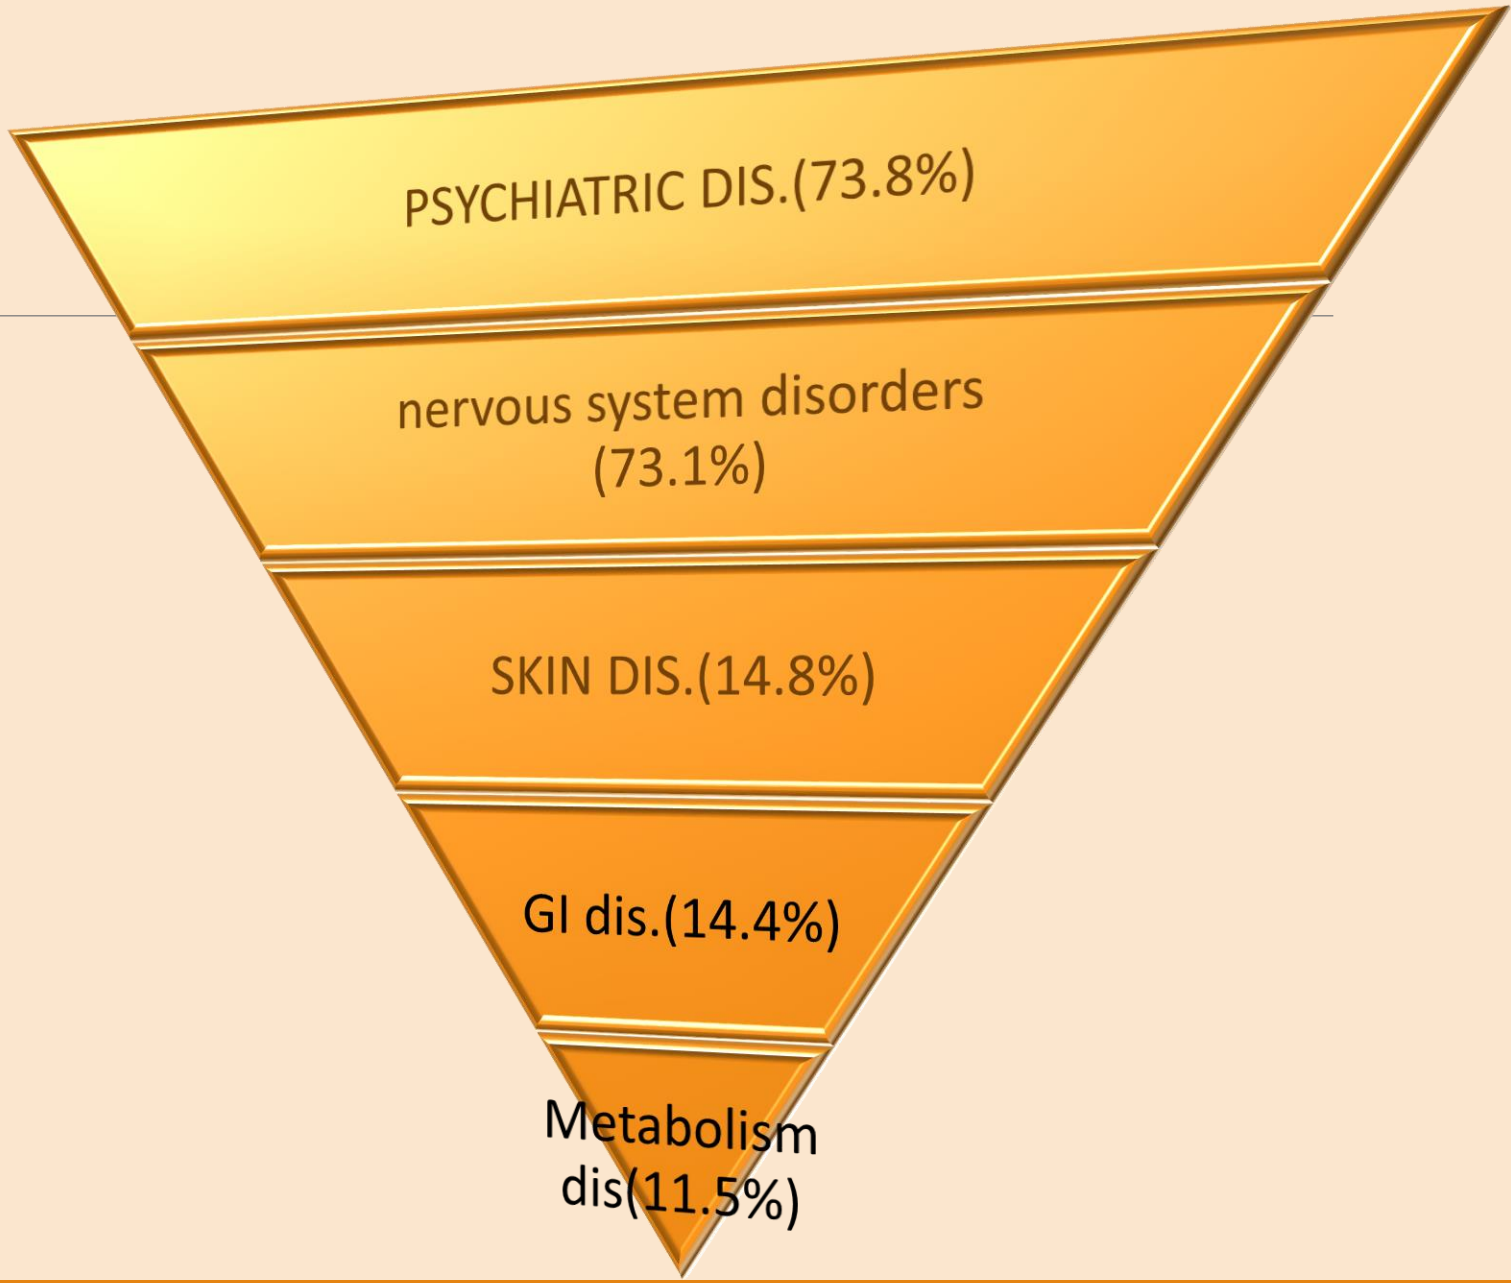 PSYCHIATRIC DIS.(73.8%)
nervous system disorders
(73.1%)
SKIN DIS.(14.8%)
GI dis.(14.4%)
Metabolism
dis(11.5%)